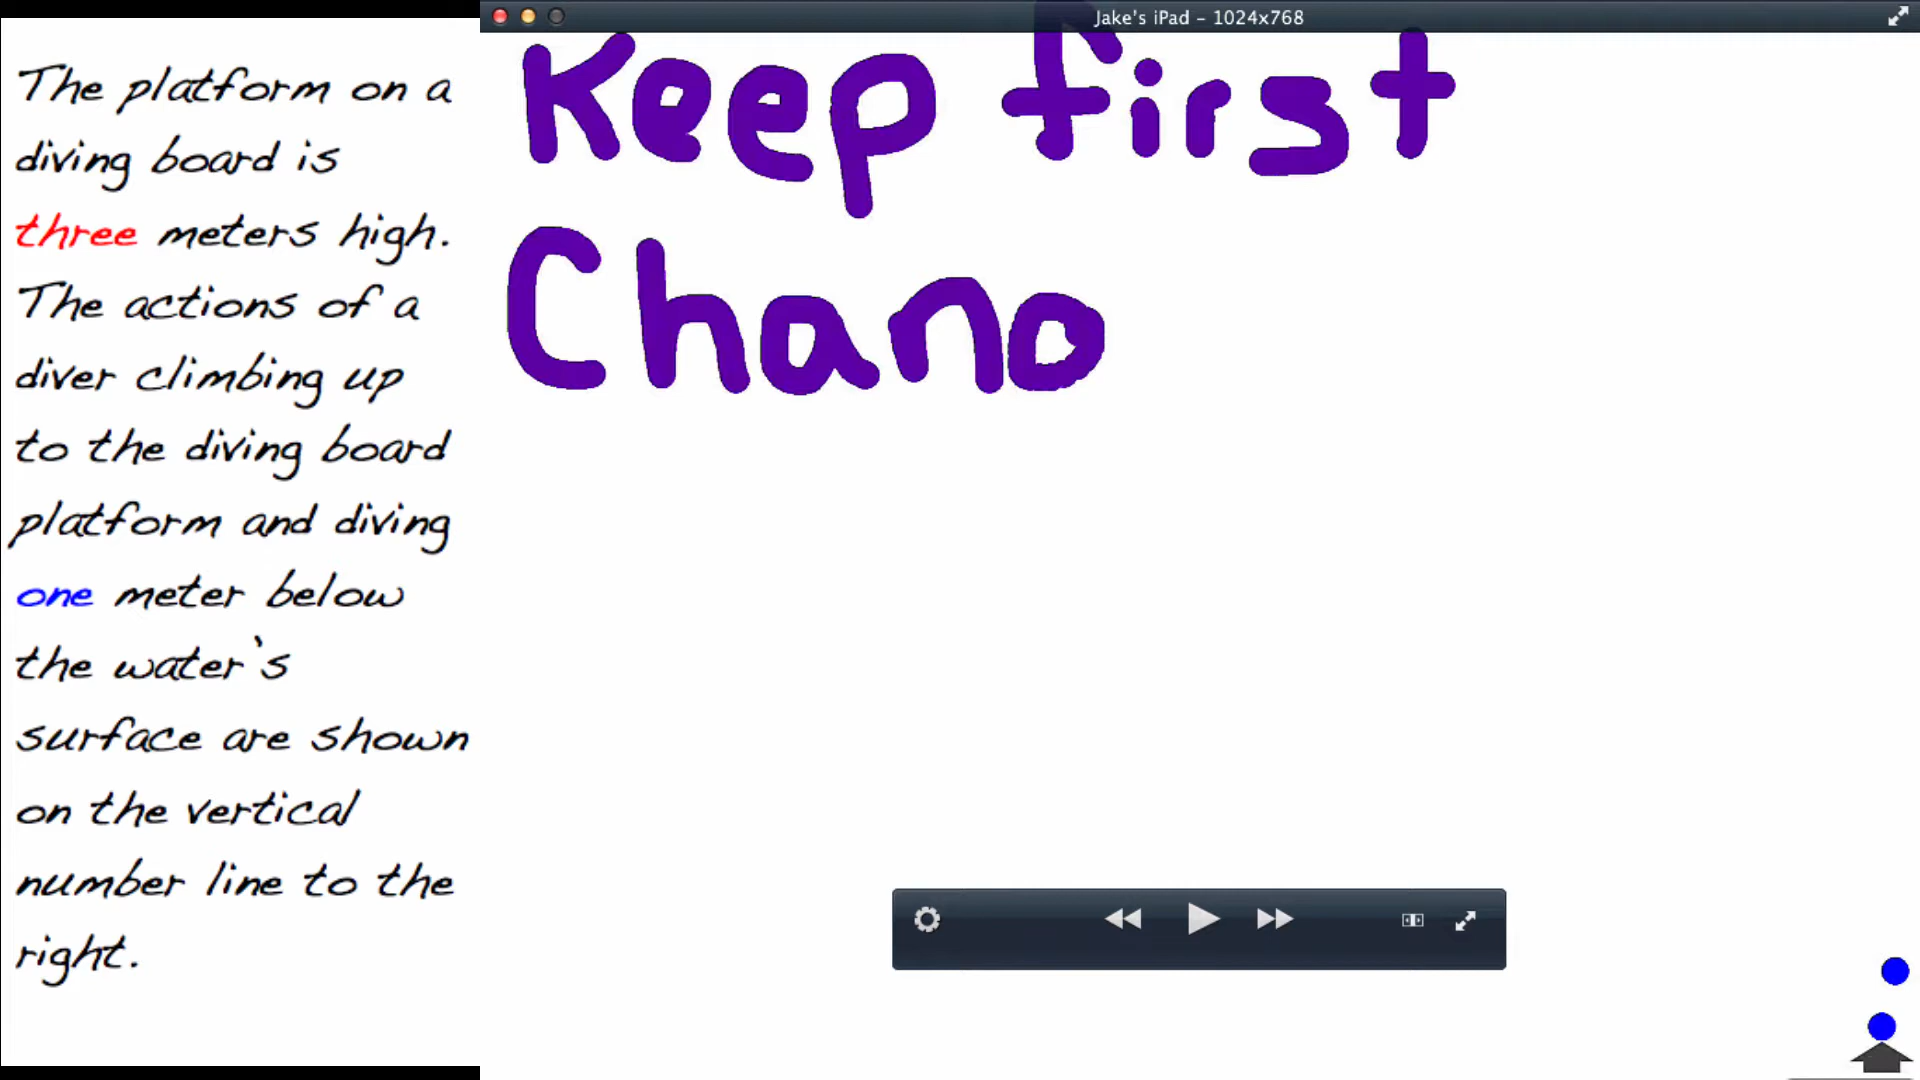 The platform on a
diving board is
three meters high.
The actions of a
diver climbing up
to the diving board
platform and diving
one meter below
the water's
surface are shown
on the vertical
number line to the
right.
Jake's iPad - 1024x768
Keep first
Chano